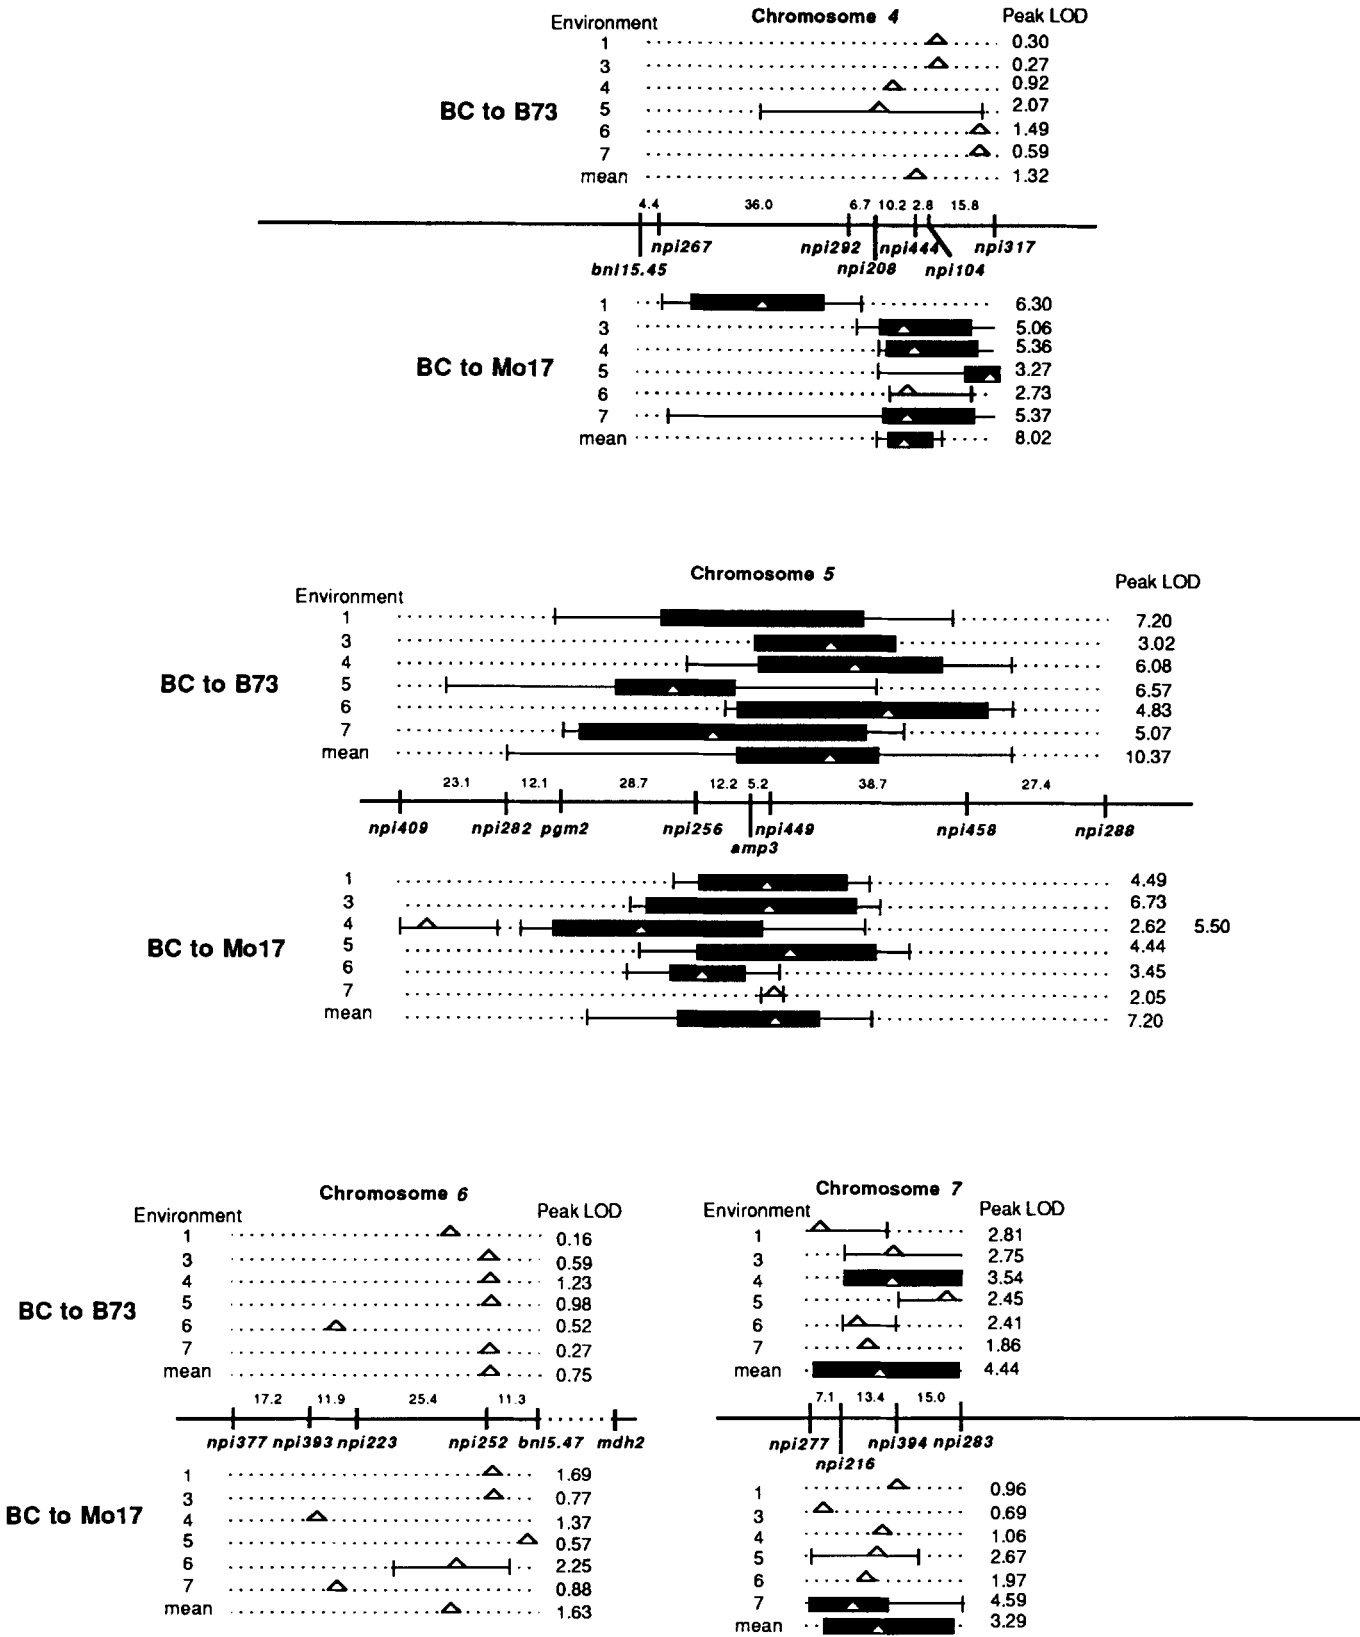 Environment Chromosome 4 Peak LOD
1 0.30
3 0.27
4 0.92
BC to B73
5 2.07
6 1.49
7 0.59
mean 1.32
4.4 36.0 6.7 10.2 2.8 15.8
npi267 npi292 npi444 npi317
bnl15.45 npi208 npi104
1 6.30
3 5.06
4 5.36
BC to Mo17
5 3.27
6 2.73
7 5.37
mean 8.02
Chromosome 5
Environment Peak LOD
1 7.20
3 3.02
4 6.08
BC to B73
5 6.57
6 4.83
7 5.07
mean 10.37
23.1 12.1 28.7 12.2 5.2 38.7 27.4
npi409 npi282 pgm2 npi256 npi449 npi458 npi288
amp3
1 4.49
3 6.73
4 2.62 5.50
BC to Mo17
5 4.44
6 3.45
7 2.05
mean 7.20
Chromosome 6
Environment Peak LOD
1 0.16
3 0.59
4 1.23
BC to B73
5 0.98
6 0.52
7 0.27
mean 0.75
17.2 11.9 25.4 11.3
npi377 npi393 npi223 npi252 bnl5.47 mdh2
1 1.69
3 0.77
BC to Mo17
4 1.37
5 0.57
6 2.25
7 0.88
mean 1.63
Chromosome 7
Environment Peak LOD
1 2.81
3 2.75
4 3.54
5 2.45
6 2.41
7 1.86
mean 4.44
7.1 13.4 15.0
npi277 npi394 npi283
npi216
1 0.96
3 0.69
4 1.06
5 2.67
6 1.97
7 4.59
mean 3.29